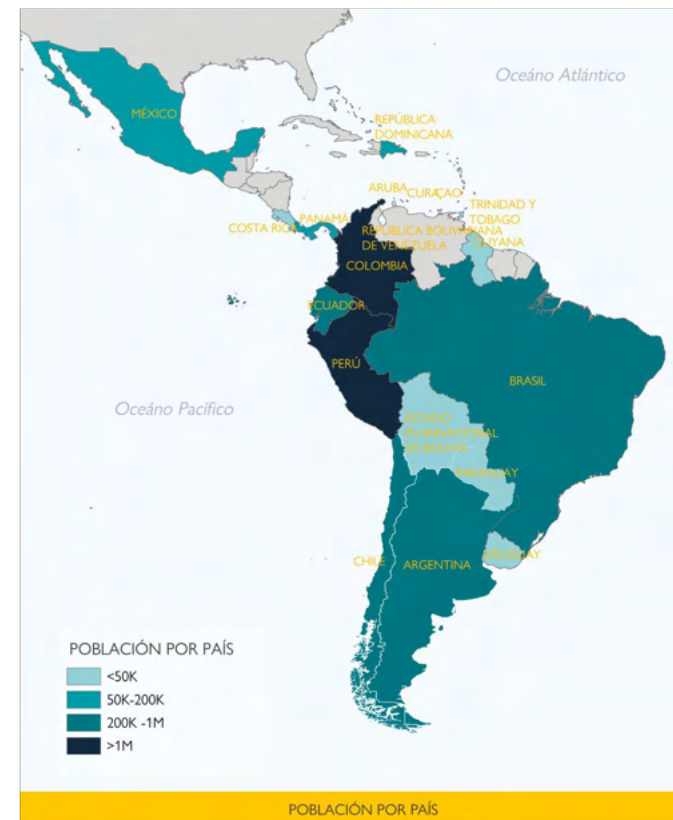 Oceáno Atlántico
MÉXICO
REPÚBLICA
DOMINICANA
ARUBA
CURAÇAO
TRINIDAD Y
TOBAGO
COSTA RICA
PANAMÁ
REPÚBLICA BOLIVARIANA
DE VENEZUELA
GUYANA
COLOMBIA
ECUADOR
PERÚ
BRASIL
Oceáno Pacífico
ESTADO
PLURINACIONAL
DE BOLIVIA
PARAGUAY
CHILE
ARGENTINA
URUGUAY
POBLACIÓN POR PAÍS
<50K
50K-200K
200K -1M
>1M
POBLACIÓN POR PAÍS